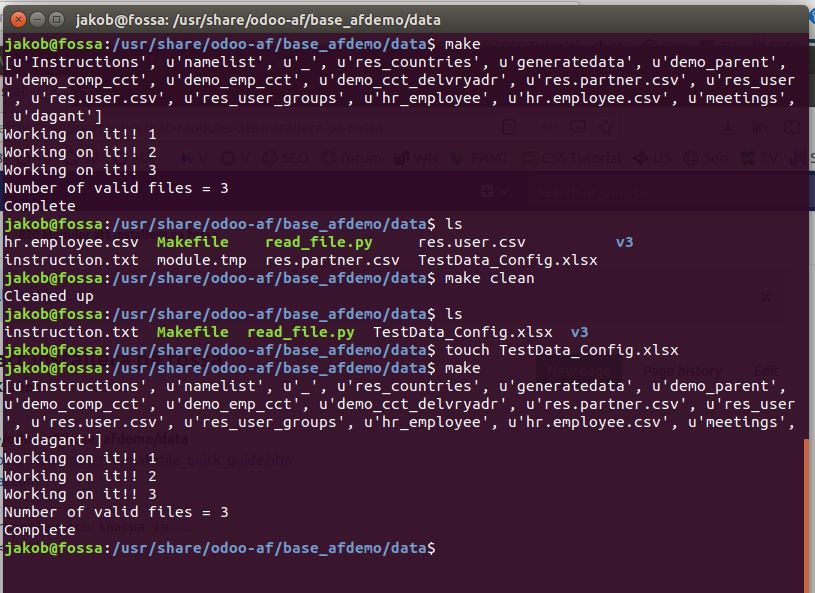 jakob@fossa: /usr/share/odoo-af/base_afdemo/data
jakob@fossa:/usr/share/odoo-af/base_afdemo/data$ make
[u'Instructions', u'namelist', u'_', u'res_countries', u'generatedata', u'demo_parent',
u'demo_comp_cct', u'demo_emp_cct', u'demo_cct_delvryadr', u'res.partner.csv', u'res_user
', u'res.user.csv', u'res_user_groups', u'hr_employee', u'hr.employee.csv', u'meetings',
 u'dagant']
Working on it!! 1
Working on it!! 2
Working on it!! 3
Number of valid files = 3
Complete
jakob@fossa:/usr/share/odoo-af/base_afdemo/data$ ls
hr.employee.csv  Makefile    read_file.py     res.user.csv          v3
instruction.txt  module.tmp  res.partner.csv  TestData_Config.xlsx
jakob@fossa:/usr/share/odoo-af/base_afdemo/data$ make clean
Cleaned up
jakob@fossa:/usr/share/odoo-af/base_afdemo/data$ ls
instruction.txt  Makefile  read_file.py  TestData_Config.xlsx  v3
jakob@fossa:/usr/share/odoo-af/base_afdemo/data$ touch TestData_Config.xlsx
jakob@fossa:/usr/share/odoo-af/base_afdemo/data$ make
[u'Instructions', u'namelist', u'_', u'res_countries', u'generatedata', u'demo_parent',
u'demo_comp_cct', u'demo_emp_cct', u'demo_cct_delvryadr', u'res.partner.csv', u'res_user
', u'res.user.csv', u'res_user_groups', u'hr_employee', u'hr.employee.csv', u'meetings',
 u'dagant']
Working on it!! 1
Working on it!! 2
Working on it!! 3
Number of valid files = 3
Complete
jakob@fossa:/usr/share/odoo-af/base_afdemo/data$